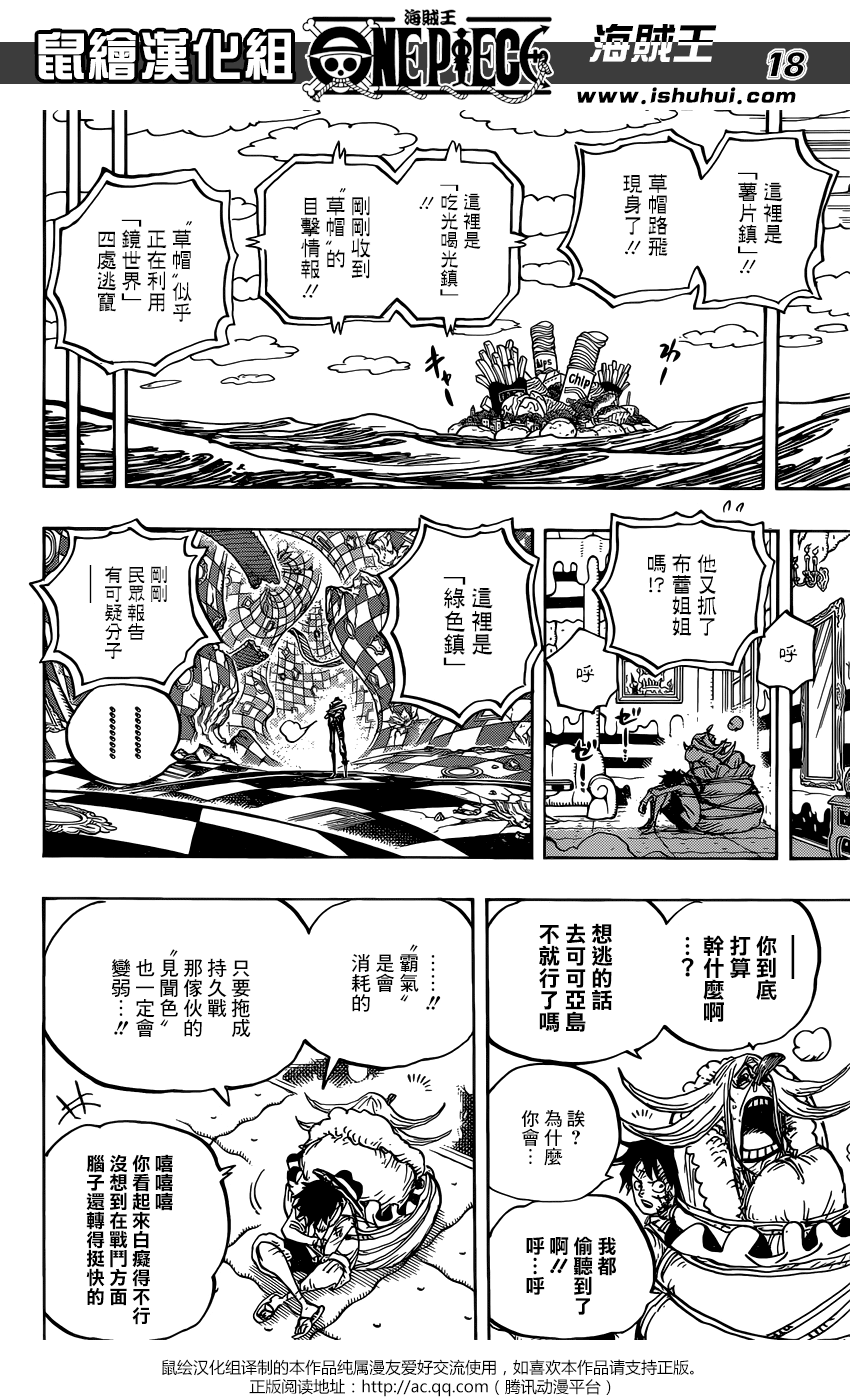 鼠繪漢化組
海賊王
ONE PIECE
海賊王
www.ishuhui.com
18
這裡是
「薯片鎮」!!
草帽路飛
現身了!!
這裡是
「吃光喝光鎮」
!!
剛剛收到
〝草帽〞的
目擊情報!!
〝草帽〞似乎
正在利用
「鏡世界」
四處逃竄
わー
きゃー
Chip
他又抓了
布蕾姐姐
嗎!?
呼
呼
ゼー
ゼー
這裡是
「綠色鎮」
剛剛
民眾報告
有可疑分子
——
——
你到底
打算
幹什麼啊
…?
想逃的話
去可可亞島
不就行了嗎
誒?
為什麼
你會…
我都
偷聽到了
啊!!
呼…呼
……!!
〝霸氣〞
是會
消耗的
只要拖成
持久戰
那傢伙的
〝見聞色〞
也一定會
變弱…!!
嘻嘻嘻
你看起來白癡得不行
沒想到在戰鬥方面
腦子還轉得挺快的
鼠绘汉化组译制的本作品纯属漫友爱好交流使用，如喜欢本作品请支持正版。
正版阅读地址：http://ac.qq.com（腾讯动漫平台）